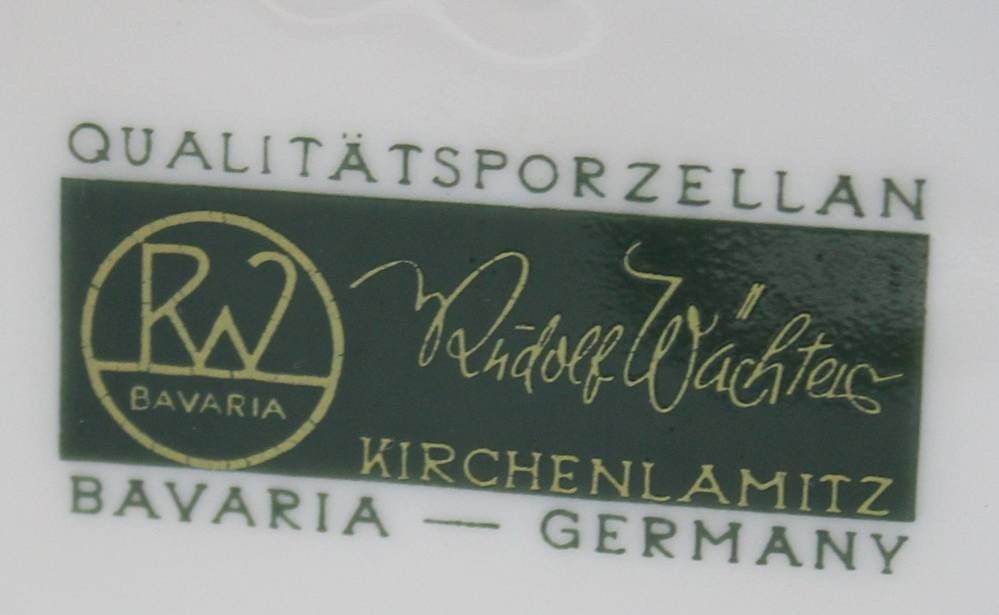 QUALITÄTSPORZELLAN
RW
BAVARIA
Rudolf Wächter
KIRCHENLAMITZ
BAVARIA — GERMANY